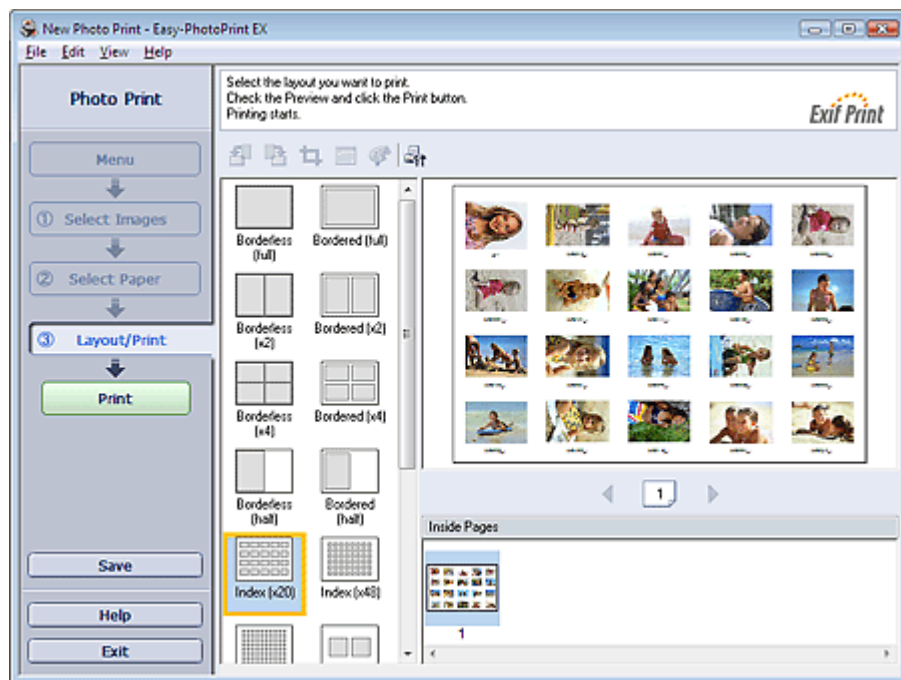 New Photo Print - Easy-PhotoPrint EX
File Edit View Help
Photo Print
Select the layout you want to print.
Check the Preview and click the Print button.
Printing starts.
Exif Print
Menu
① Select Images
② Select Paper
③ Layout/Print
Print
Save
Help
Exit
Borderless
(full)
Bordered (full)
Borderless
(x2)
Bordered (x2)
Borderless
(x4)
Bordered (x4)
Borderless
(half)
Bordered
(half)
Index (x20)
Index (x48)
1
Inside Pages
1